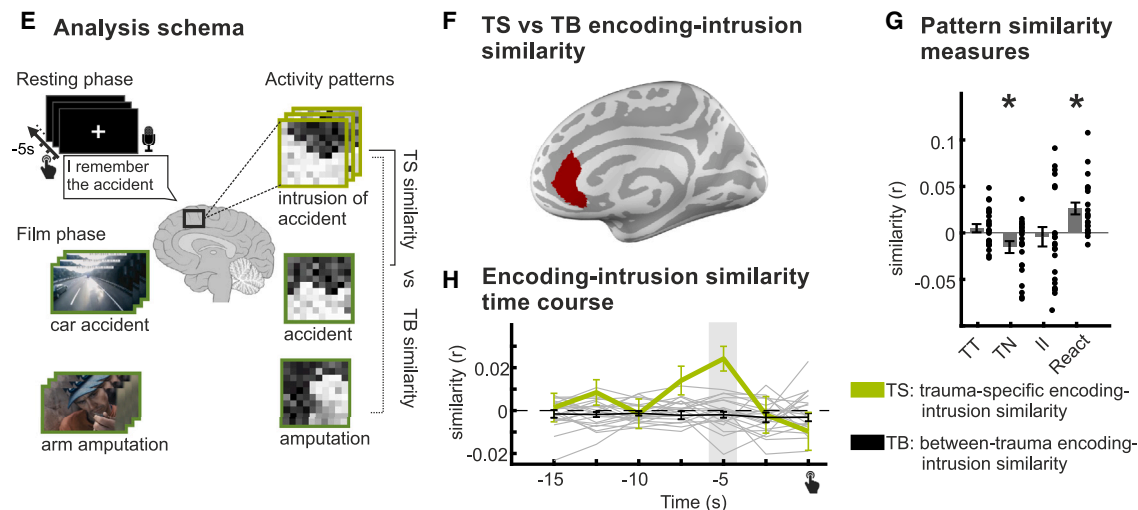 E Analysis schema
Resting phase
-5s
I remember
the accident
Activity patterns
intrusion of
accident
TS similarity
vs
TB similarity
Film phase
car accident
accident
arm amputation
amputation
F TS vs TB encoding-intrusion
similarity
G Pattern similarity
measures
similarity (r)
0.1
0.05
0
-0.05
*
*
TT
TN
II
React
H Encoding-intrusion similarity
time course
similarity (r)
0.02
0
-0.02
-15
-10
-5
0
Time (s)
TS: trauma-specific encoding-
intrusion similarity
TB: between-trauma encoding-
intrusion similarity